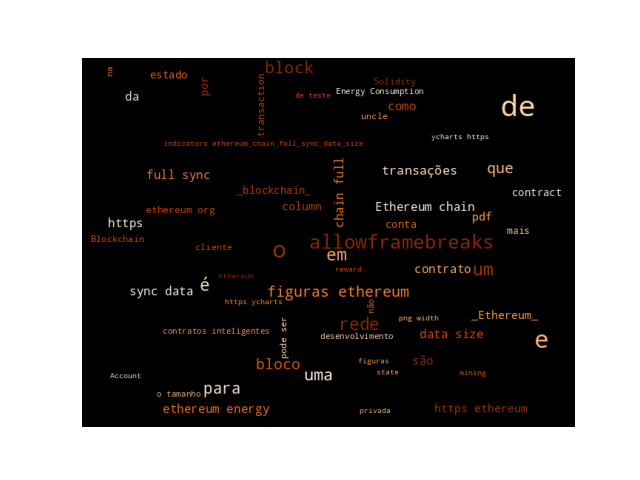 block
na
estado
Solidity
por
Energy Consumption
da
de teste
transaction
como
de
uncle
ycharts https
indicators ethereum_chain_full_sync_data_size
transações
que
full sync
_blockchain_
contract
chain full
column
Ethereum chain
ethereum org
pdf
https
conta
mais
Blockchain
allowframebreaks
cliente
o
em
reward
contrato
um
ethereum
sync data
é
figuras ethereum
https ycharts
não
_Ethereum_
png width
rede
contratos inteligentes
pode ser
desenvolvimento
data size
e
bloco
figuras
são
Account
uma
state
mining
para
o tamanho
ethereum energy
privada
https ethereum